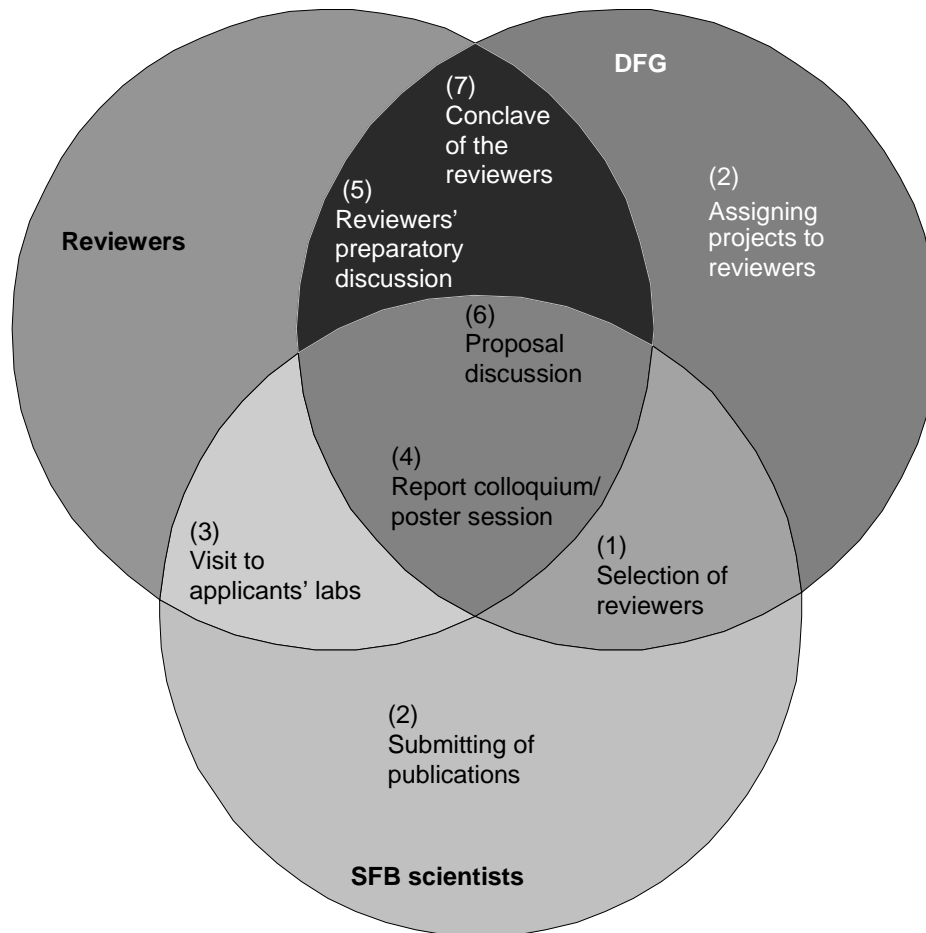 DFG
(7)
Conclave
of the
reviewers
(2)
Assigning
projects to
reviewers
(5)
Reviewers’
preparatory
discussion
Reviewers
(6)
Proposal
discussion
(4)
Report colloquium/
poster session
(3)
Visit to
applicants’ labs
(1)
Selection of
reviewers
(2)
Submitting of
publications
SFB scientists